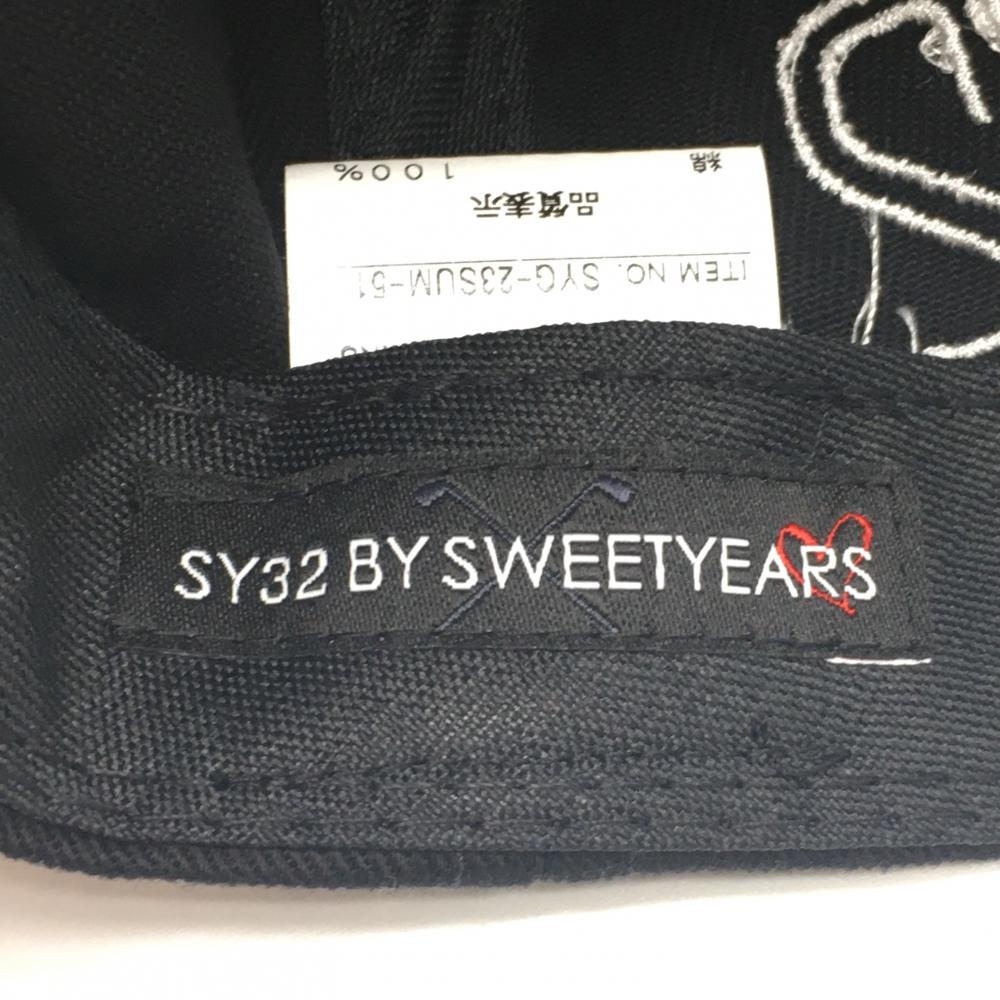 ITEM NO. SYG-23SUM-51
品質表示
綿 100%
SY32 BY SWEETYEARS